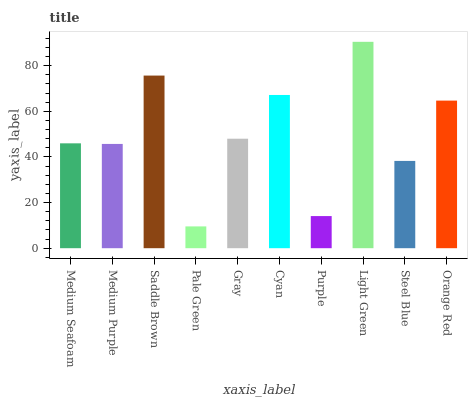 title
yaxis_label
80
60
40
20
0
Medium Seafoam
Medium Purple
Saddle Brown
Pale Green
Gray
Cyan
Purple
Light Green
Steel Blue
Orange Red
xaxis_label